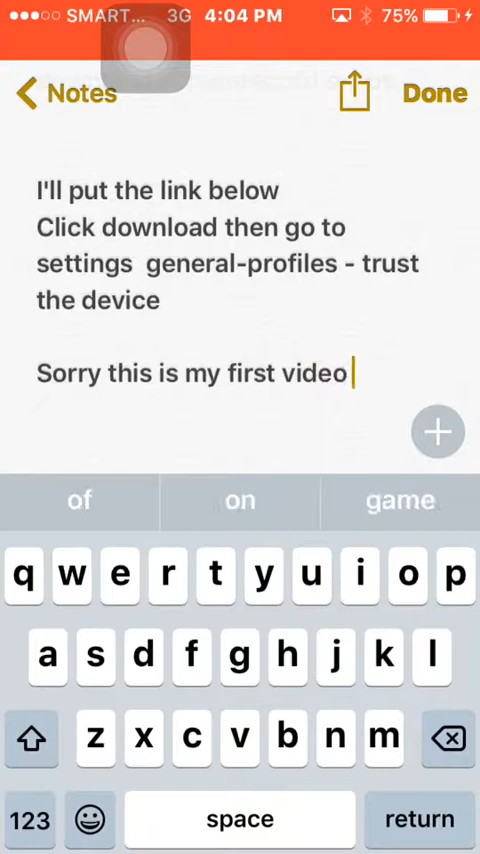 SMART... 3G 4:04 PM 75%
Notes Done
I'll put the link below
Click download then go to
settings  general-profiles - trust
the device
Sorry this is my first video
of on game
q w e r t y u i o p
a s d f g h j k l
z x c v b n m
123 space return